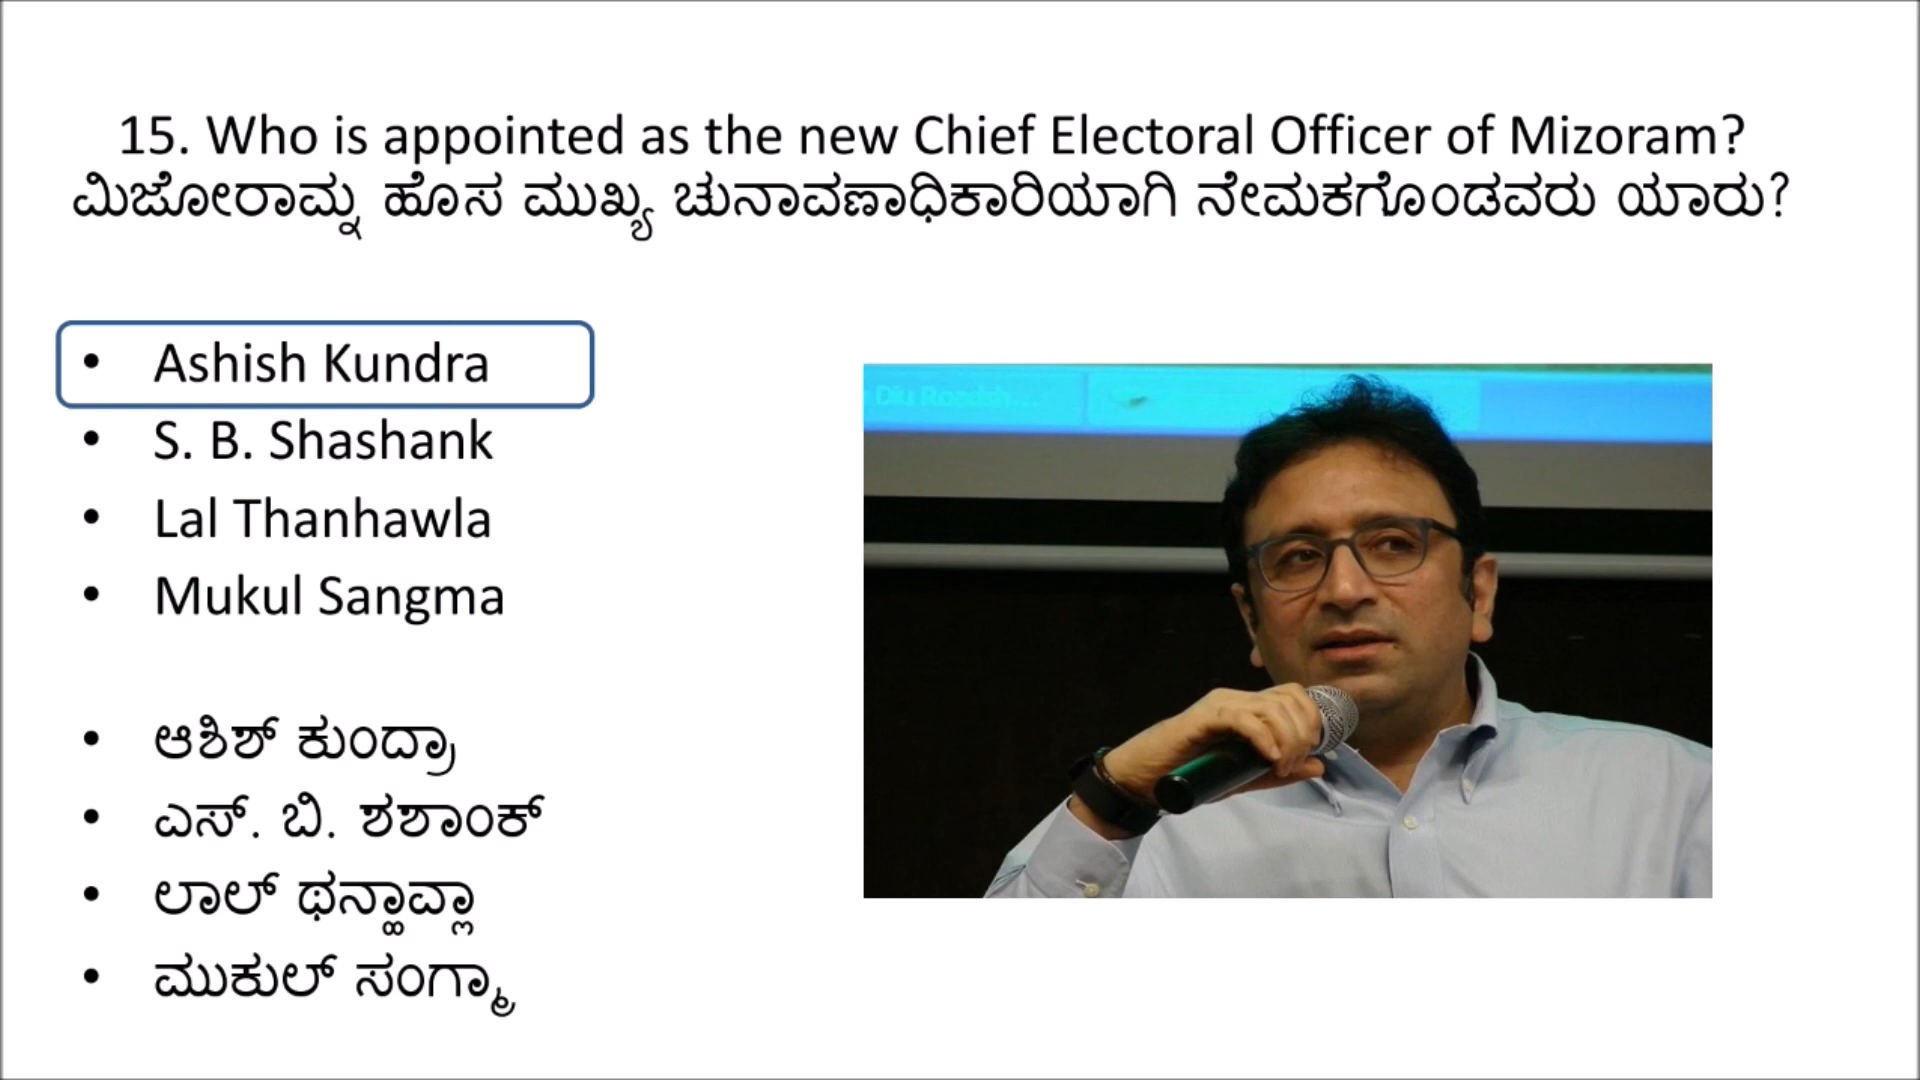 15. Who is appointed as the new Chief Electoral Officer of Mizoram?
ಮಿಜೋರಾಮ್ನ ಹೊಸ ಮುಖ್ಯ ಚುನಾವಣಾಧಿಕಾರಿಯಾಗಿ ನೇಮಕಗೊಂಡವರು ಯಾರು?
• Ashish Kundra
• S. B. Shashank
• Lal Thanhawla
• Mukul Sangma
• ಆಶಿಶ್ ಕುಂದ್ರಾ
• ಎಸ್. ಬಿ. ಶಶಾಂಕ್
• ಲಾಲ್ ಥನ್ಹಾವ್ಲಾ
• ಮುಕುಲ್ ಸಂಗ್ಮಾ